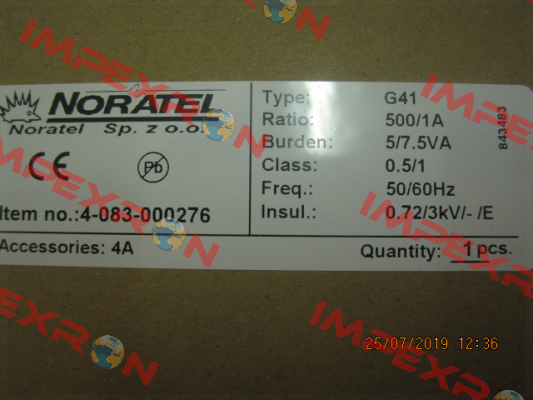 NORATEL
Noratel Sp. z o.o.
CE
Pb
Item no.:4-083-000276
Accessories: 4A
Type: G41
Ratio: 500/1A
Burden: 5/7.5VA
Class: 0.5/1
Freq.: 50/60Hz
Insul.: 0.72/3kV/- /E
843483
Quantity: 1 pcs.
25/07/2019 12:36
IMPEXRON
IMPEXRON
IMPEXRON
IMPEXRON
IMPEXRON
IMPEXRON